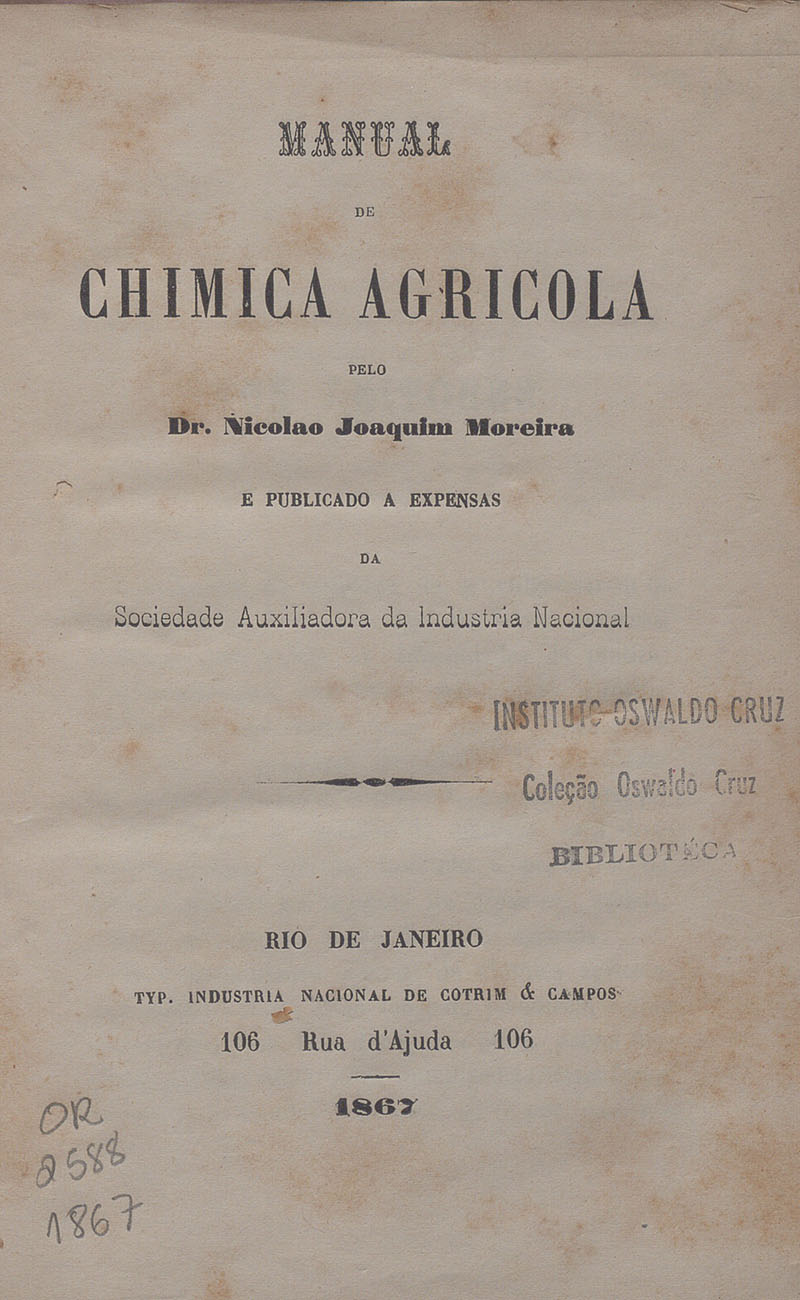 MANUAL
DE
CHIMICA AGRICOLA
PELO
Dr. Nicolao Joaquim Moreira
E PUBLICADO A EXPENSAS
DA
Sociedade Auxiliadora da Industria Nacional
INSTITUTO OSWALDO CRUZ
Coleção Oswaldo Cruz
BIBLIOTÉCA
RIO DE JANEIRO
TYP. INDUSTRIA NACIONAL DE COTRIM & CAMPOS
106 Rua d'Ajuda 106
1867
OR
2588
1867